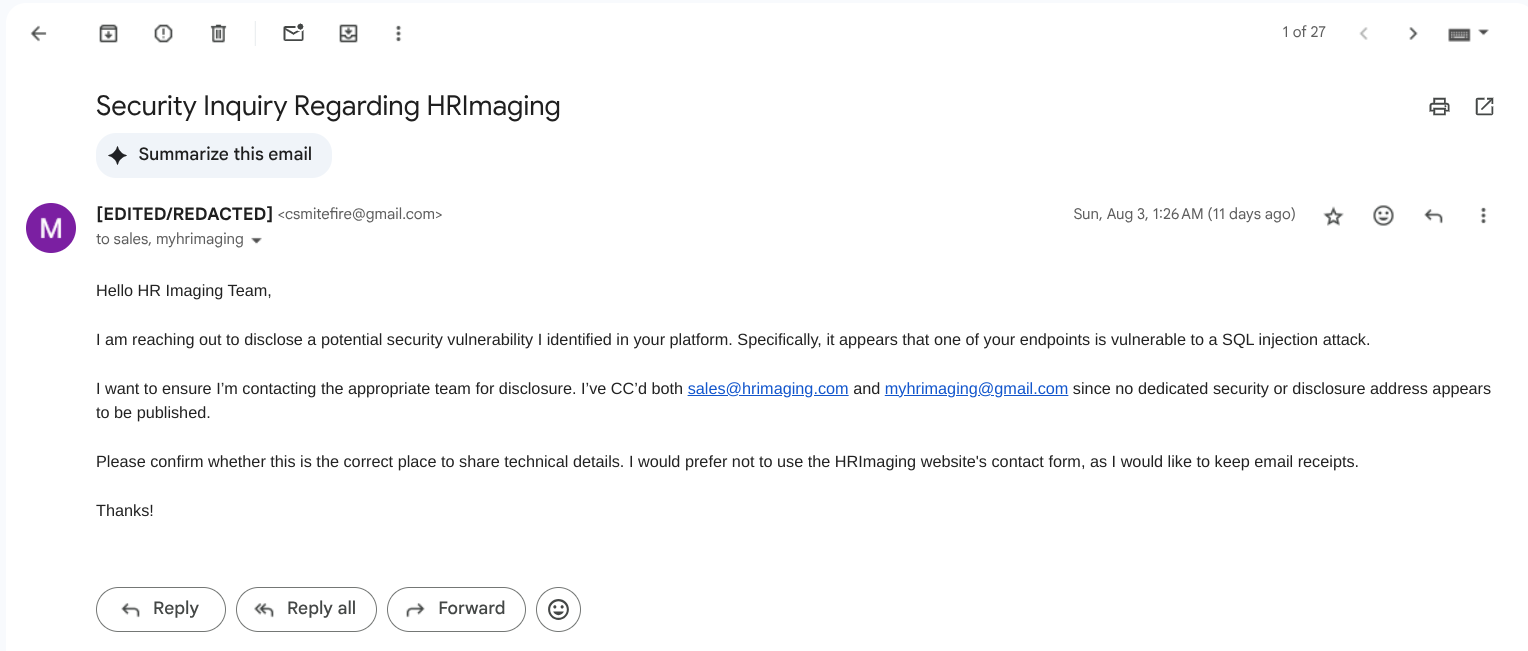 1 of 27
Security Inquiry Regarding HRImaging
Summarize this email
M
[EDITED/REDACTED] <csmitefire@gmail.com>
Sun, Aug 3, 1:26 AM (11 days ago)
to sales, myhrimaging
Hello HR Imaging Team,
I am reaching out to disclose a potential security vulnerability I identified in your platform. Specifically, it appears that one of your endpoints is vulnerable to a SQL injection attack.
I want to ensure I’m contacting the appropriate team for disclosure. I’ve CC’d both sales@hrimaging.com and myhrimaging@gmail.com since no dedicated security or disclosure address appears
to be published.
Please confirm whether this is the correct place to share technical details. I would prefer not to use the HRImaging website's contact form, as I would like to keep email receipts.
Thanks!
Reply
Reply all
Forward